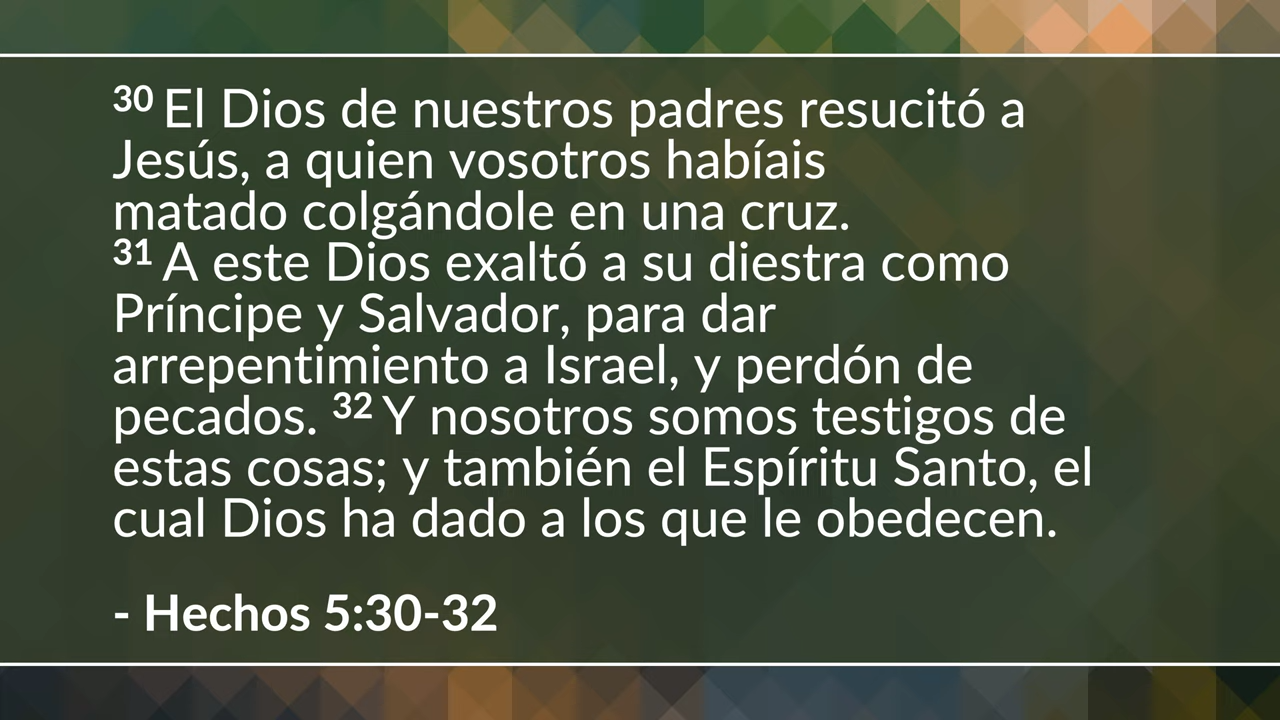 30 El Dios de nuestros padres resucitó a
Jesús, a quien vosotros habíais
matado colgándole en una cruz.
31 A este Dios exaltó a su diestra como
Príncipe y Salvador, para dar
arrepentimiento a Israel, y perdón de
pecados. 32 Y nosotros somos testigos de
estas cosas; y también el Espíritu Santo, el
cual Dios ha dado a los que le obedecen.
- Hechos 5:30-32